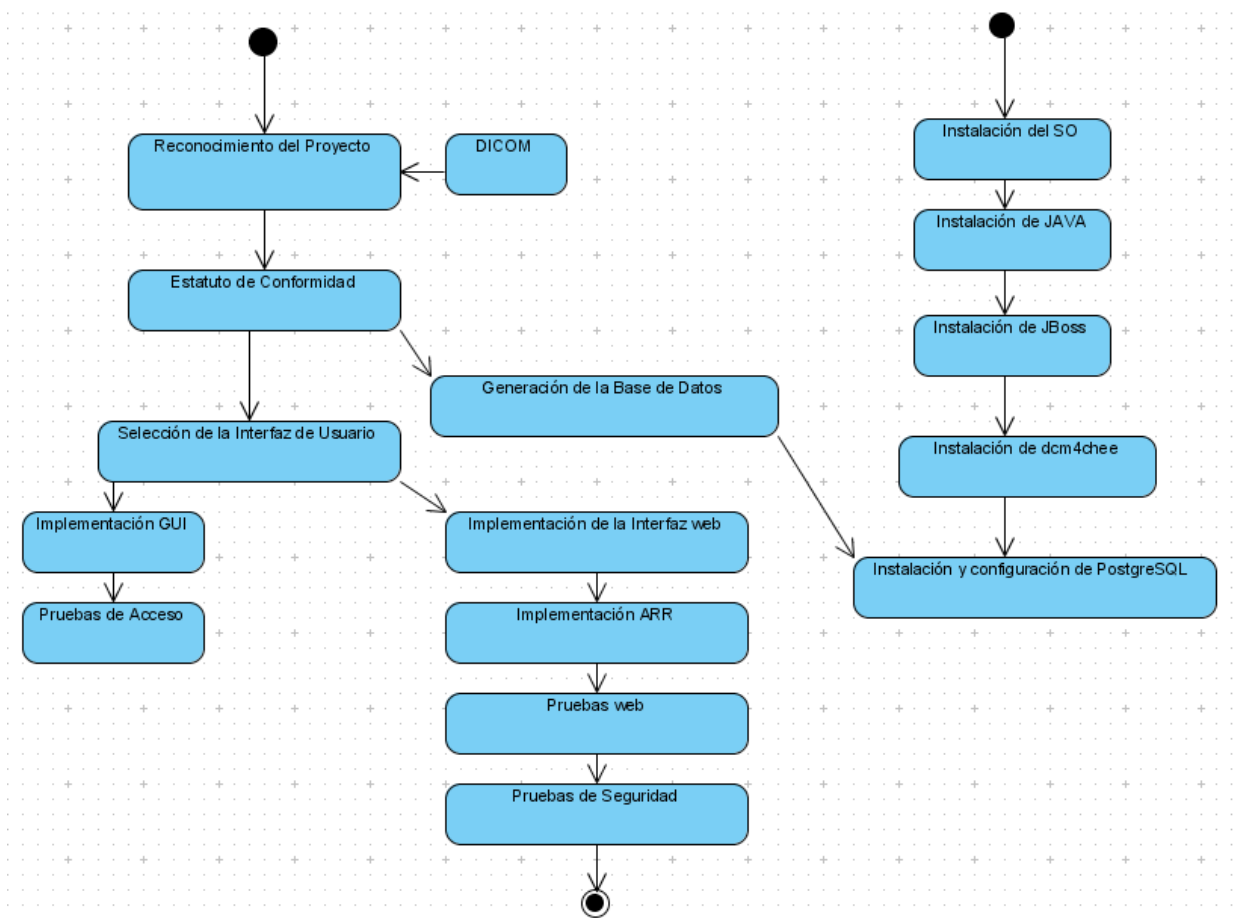 Reconocimiento del Proyecto
DICOM
Estatuto de Conformidad
Generación de la Base de Datos
Selección de la Interfaz de Usuario
Implementación GUI
Pruebas de Acceso
Implementación de la Interfaz web
Implementación ARR
Pruebas web
Pruebas de Seguridad
Instalación del SO
Instalación de JAVA
Instalación de JBoss
Instalación de dcm4chee
Instalación y configuración de PostgreSQL